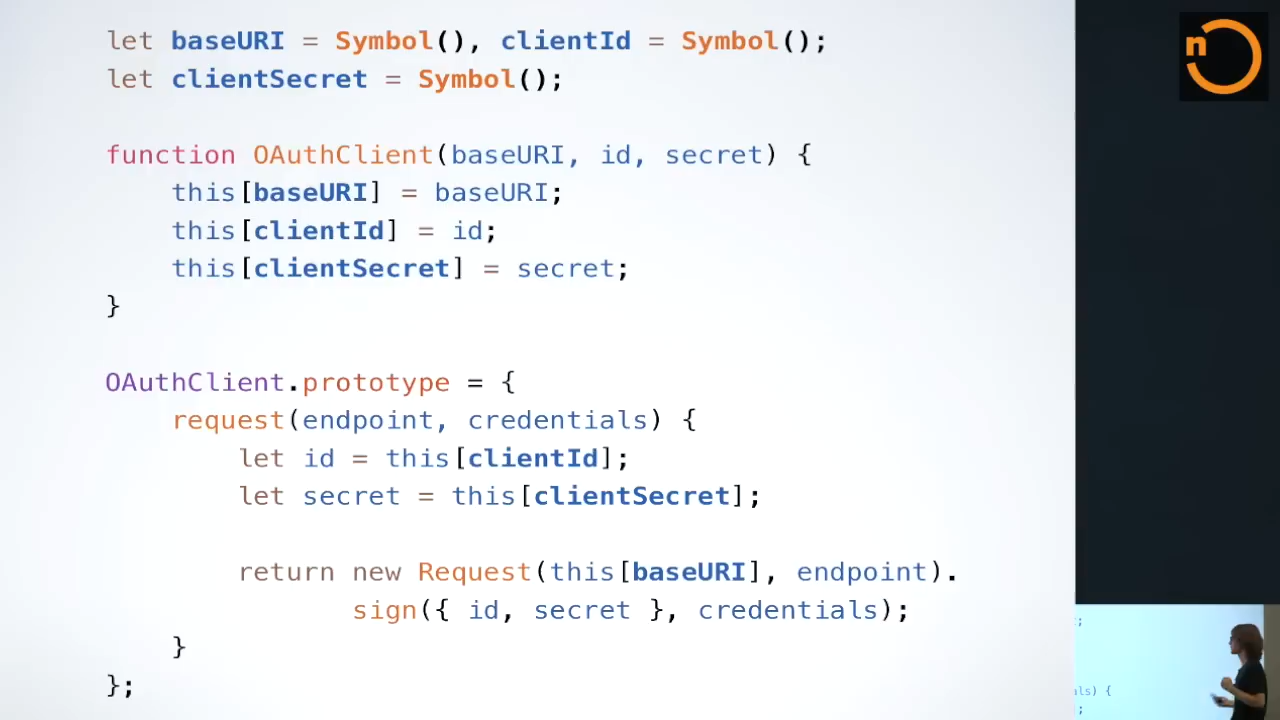 let baseURI = Symbol(), clientId = Symbol();
let clientSecret = Symbol();
function OAuthClient(baseURI, id, secret) {
    this[baseURI] = baseURI;
    this[clientId] = id;
    this[clientSecret] = secret;
}
OAuthClient.prototype = {
    request(endpoint, credentials) {
        let id = this[clientId];
        let secret = this[clientSecret];
        return new Request(this[baseURI], endpoint).
               sign({ id, secret }, credentials);
    }
};
n
;
als) {
;